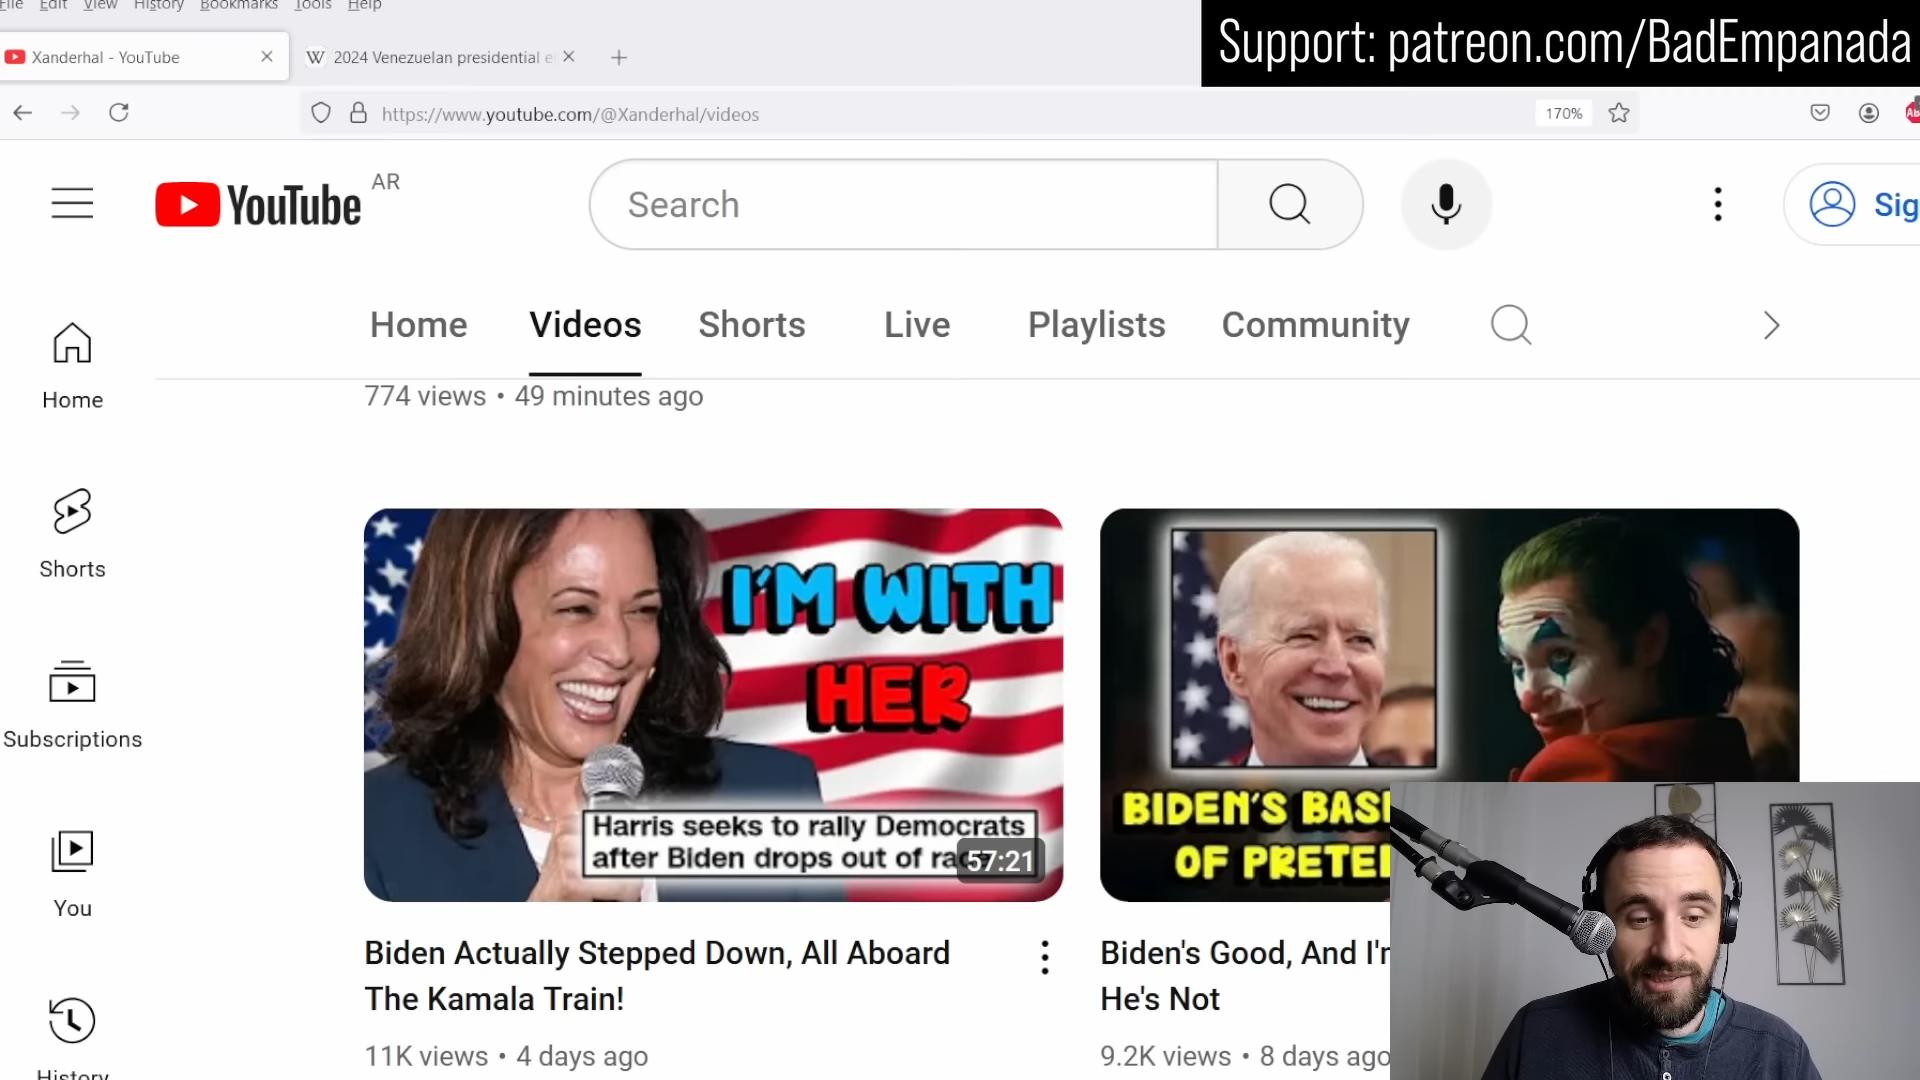 File Edit View History Bookmarks Tools Help
Support: patreon.com/BadEmpanada
Xanderhal - YouTube
W 2024 Venezuelan presidential
https://www.youtube.com/@Xanderhal/videos
170%
YouTube AR
Search
Sig
Home Videos Shorts Live Playlists Community
774 views • 49 minutes ago
Home
Shorts
Subscriptions
You
History
I'M WITH
HER
Harris seeks to rally Democrats
after Biden drops out of
57:21
BIDEN'S
OF
Biden Actually Stepped Down, All Aboard
The Kamala Train!
11K views • 4 days ago
Biden's Good, And
He's Not
9.2K views • 8 days ago